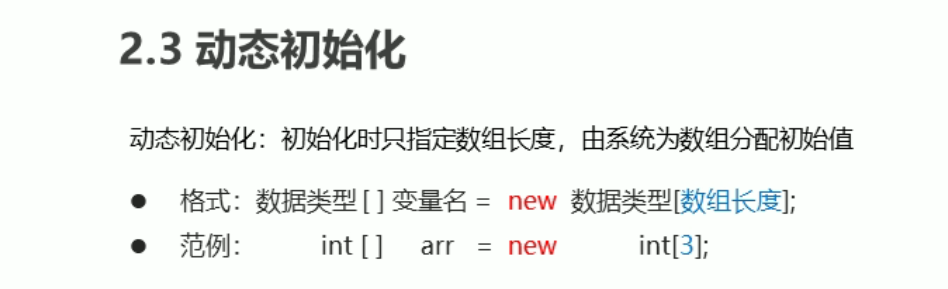 2.3 动态初始化
动态初始化：初始化时只指定数组长度，由系统为数组分配初始值
● 格式：数据类型 [ ] 变量名 = new 数据类型[数组长度];
● 范例： int [ ] arr = new int[3];